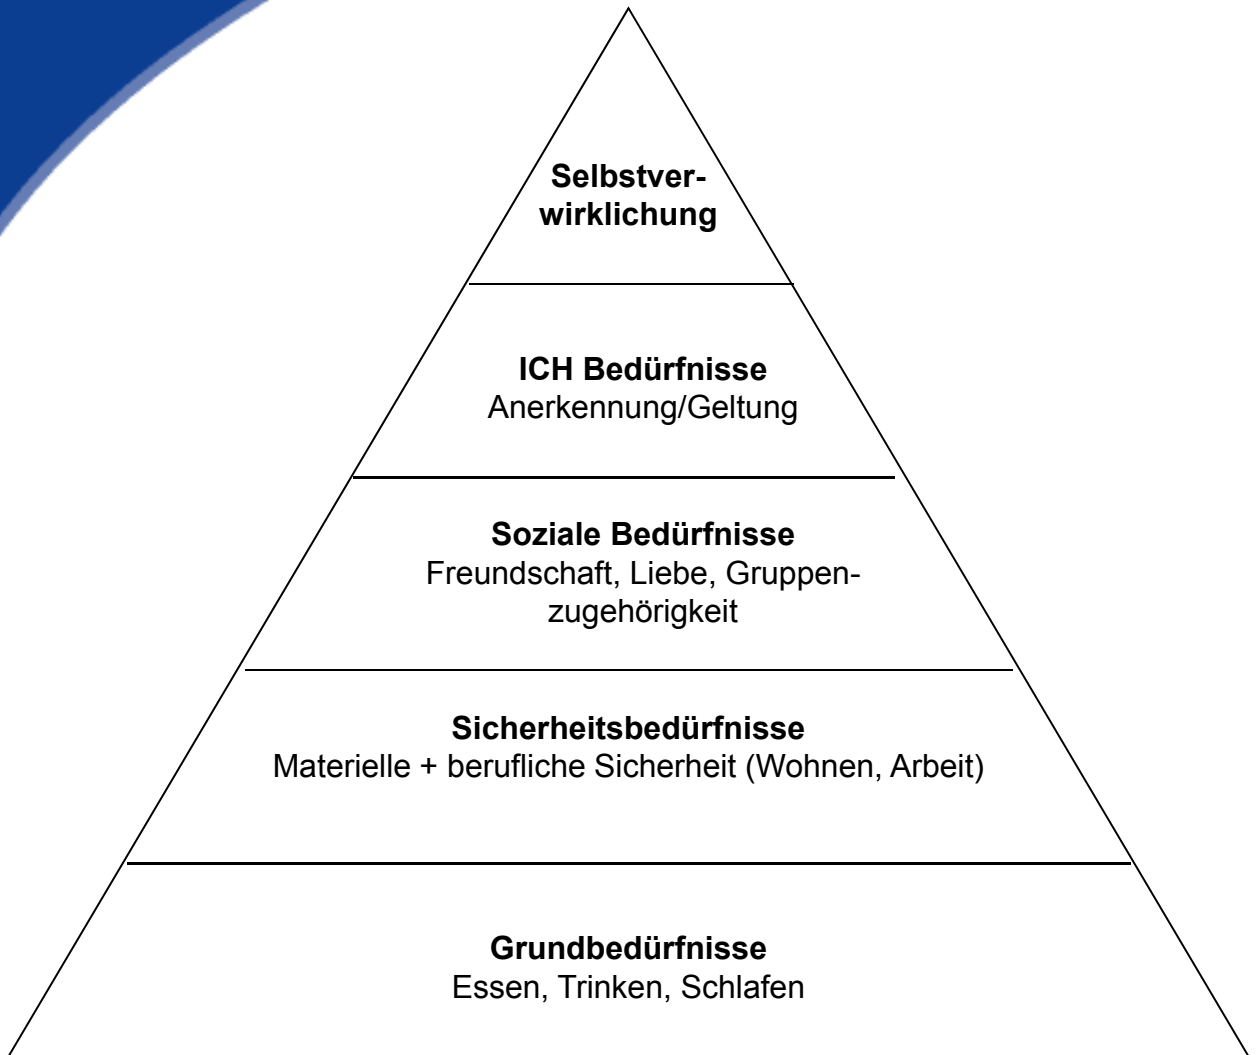 Selbstver-
wirklichung
ICH Bedürfnisse
Anerkennung/Geltung
Soziale Bedürfnisse
Freundschaft, Liebe, Gruppen-
zugehörigkeit
Sicherheitsbedürfnisse
Materielle + berufliche Sicherheit (Wohnen, Arbeit)
Grundbedürfnisse
Essen, Trinken, Schlafen